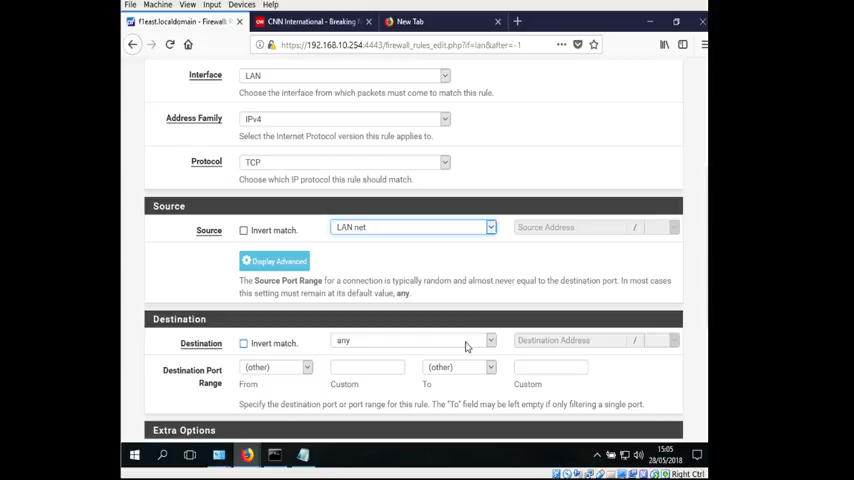 File Machine View Input Devices Help
f1east.localdomain - Firewall: R
CNN International - Breaking N
New Tab
https://192.168.10.254:4443/firewall_rules_edit.php?if=lan&after=-1
Interface
LAN
Choose the interface from which packets must come to match this rule.
Address Family
IPv4
Select the Internet Protocol version this rule applies to.
Protocol
TCP
Choose which IP protocol this rule should match.
Source
Source
Invert match.
LAN net
Source Address
/
Display Advanced
The Source Port Range for a connection is typically random and almost never equal to the destination port. In most cases
this setting must remain at its default value, any.
Destination
Destination
Invert match.
any
Destination Address
/
Destination Port
Range
(other)
(other)
From
Custom
To
Custom
Specify the destination port or port range for this rule. The "To" field may be left empty if only filtering a single port.
Extra Options
15:05
28/05/2018
Right Ctrl